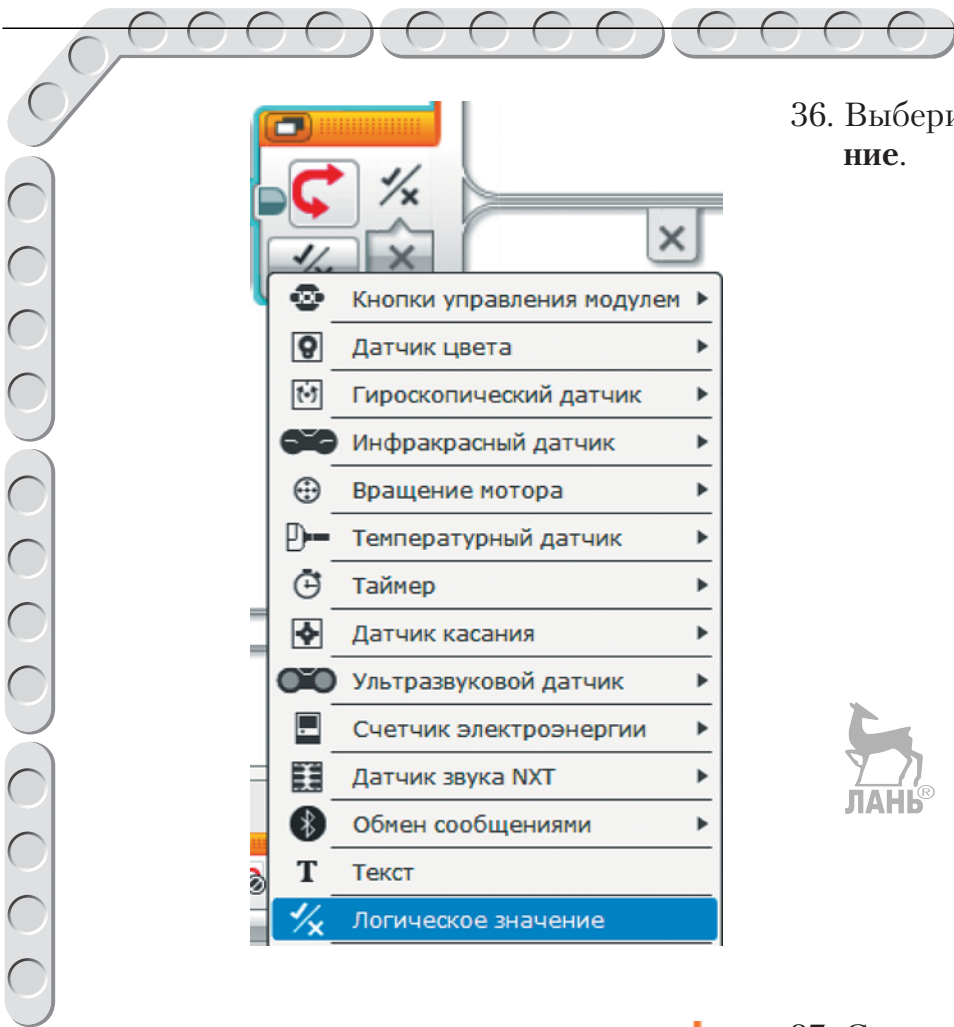 36. Выбери
ние.
Кнопки управления модулем
Датчик цвета
Гироскопический датчик
Инфракрасный датчик
Вращение мотора
Температурный датчик
Таймер
Датчик касания
Ультразвуковой датчик
Счетчик электроэнергии
Датчик звука NXT
Обмен сообщениями
Т Текст
Логическое значение
ЛАНЬ®